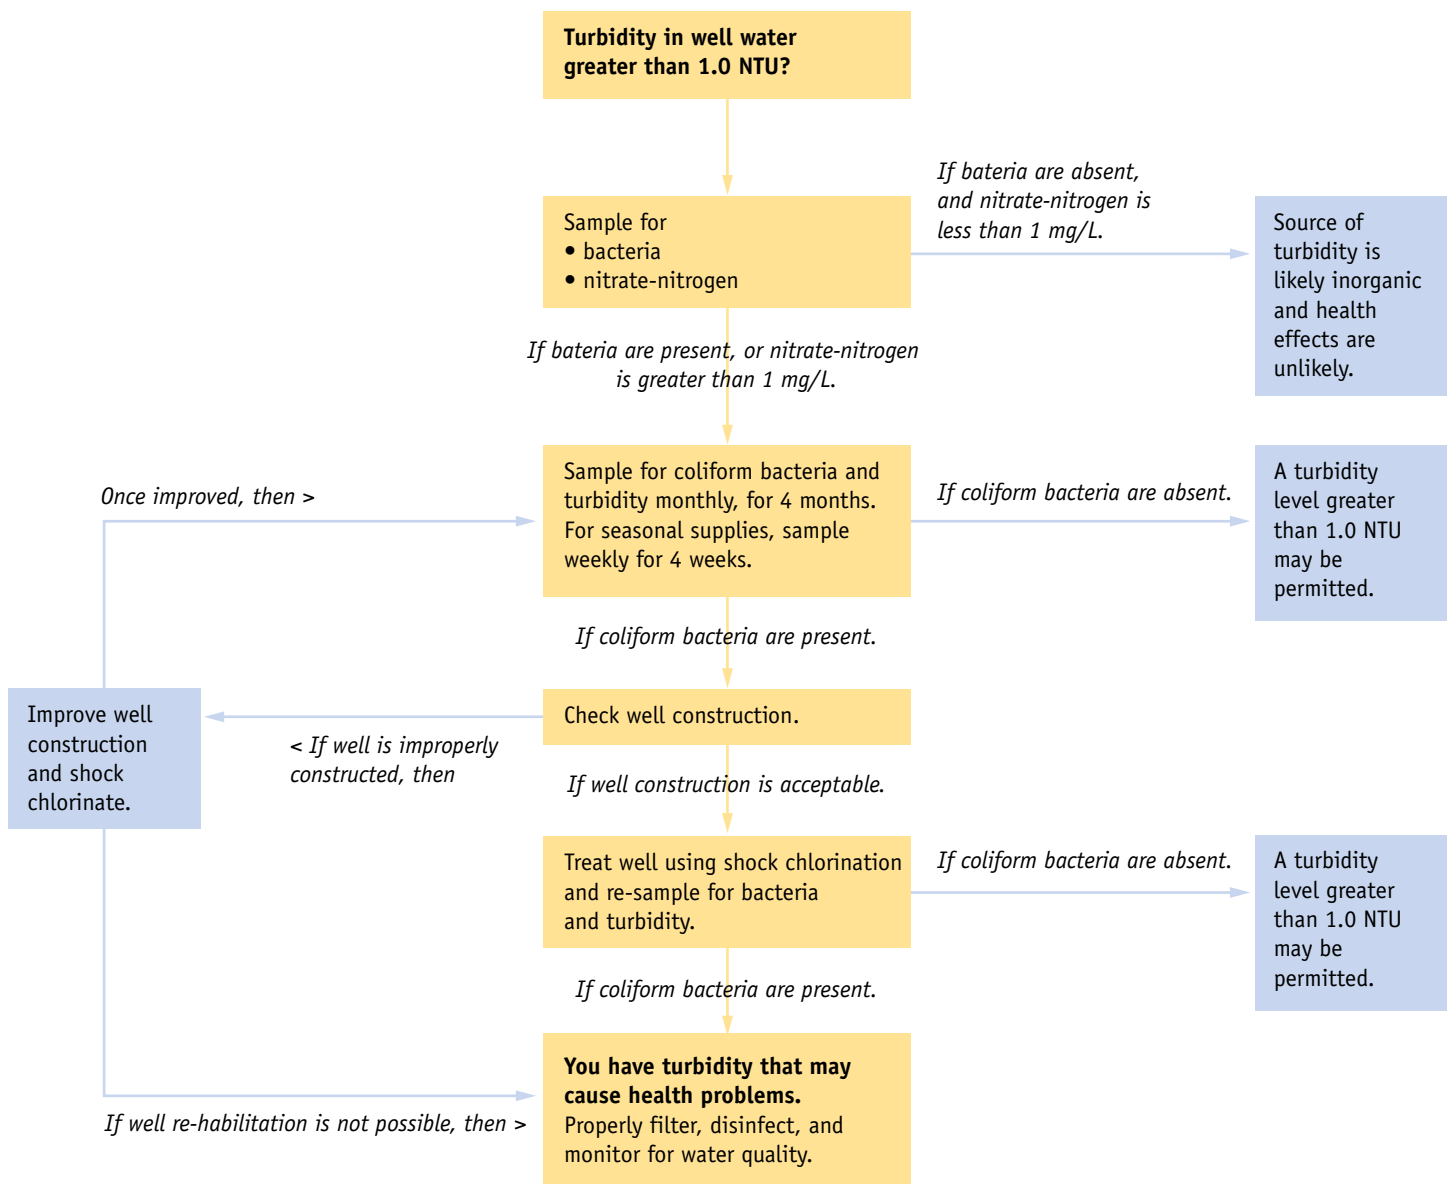 Turbidity in well water
greater than 1.0 NTU?
If bateria are absent,
and nitrate-nitrogen is
less than 1 mg/L.
Sample for
• bacteria
• nitrate-nitrogen
Source of
turbidity is
likely inorganic
and health
effects are
unlikely.
If bateria are present, or nitrate-nitrogen
is greater than 1 mg/L.
Once improved, then >
Sample for coliform bacteria and
turbidity monthly, for 4 months.
For seasonal supplies, sample
weekly for 4 weeks.
If coliform bacteria are absent.
A turbidity
level greater
than 1.0 NTU
may be
permitted.
If coliform bacteria are present.
Check well construction.
< If well is improperly
constructed, then
Improve well
construction
and shock
chlorinate.
If well construction is acceptable.
Treat well using shock chlorination
and re-sample for bacteria
and turbidity.
If coliform bacteria are absent.
A turbidity
level greater
than 1.0 NTU
may be
permitted.
If coliform bacteria are present.
You have turbidity that may
cause health problems.
Properly filter, disinfect, and
monitor for water quality.
If well re-habilitation is not possible, then >